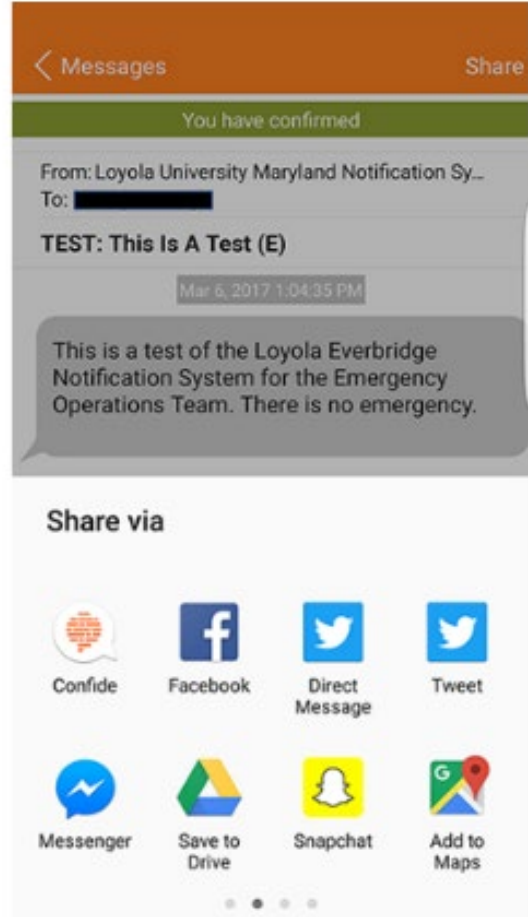 Messages
Share
You have confirmed
From: Loyola University Maryland Notification Sy...
To:
TEST: This Is A Test (E)
Mar 6, 2017 1:04:35 PM
This is a test of the Loyola Everbridge
Notification System for the Emergency
Operations Team. There is no emergency.
Share via
Confide
Facebook
Direct
Message
Tweet
Messenger
Save to
Drive
Snapchat
Add to
Maps